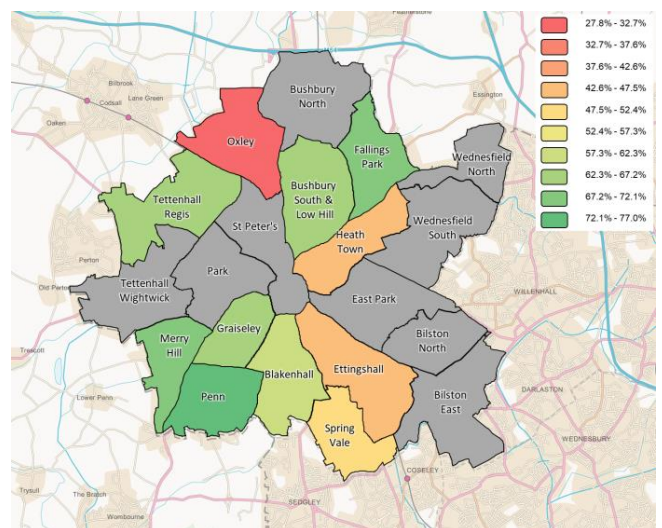 Featherstone
27.8% - 32.7%
32.7% - 37.6%
37.6% - 42.6%
42.6% - 47.5%
47.5% - 52.4%
52.4% - 57.3%
57.3% - 62.3%
62.3% - 67.2%
67.2% - 72.1%
72.1% - 77.0%
Bilbrook
Codsall
Lane Green
Oaken
Essington
Bushbury
North
Oxley
Fallings
Park
Wednesfield
North
Bushbury
South &
Low Hill
Tettenhall
Regis
St Peter's
Heath
Town
Wednesfield
South
Perton
Park
Tettenhall
Wightwick
East Park
WILLENHALL
Trescott
Merry
Hill
Graiseley
Bilston
North
Blakenhall
Ettingshall
Penn
Bilston
East
DARLASTON
Lower Penn
Spring
Vale
WEDNESBURY
COSELEY
Trysull
The Bratch
Wombourne
SEDGLEY